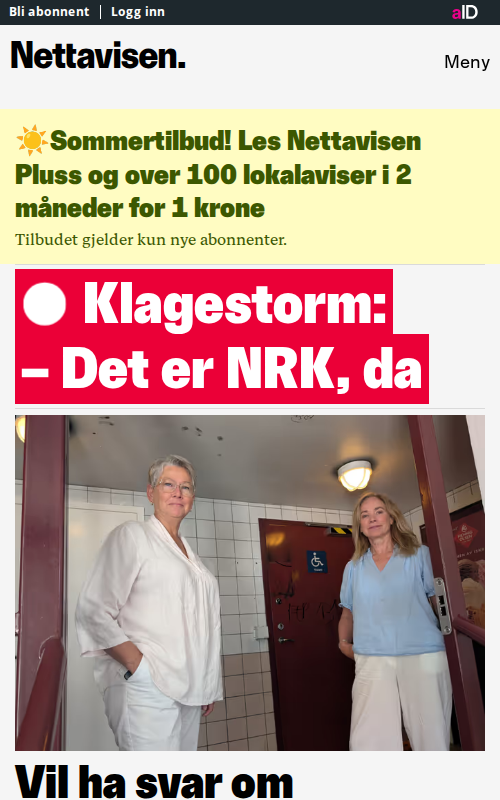 Bli abonnent
Logg inn
aID
Nettavisen.
Meny
☀️Sommertilbud! Les Nettavisen
Pluss og over 100 lokalaviser i 2
måneder for 1 krone
Tilbudet gjelder kun nye abonnenter.
Klagestorm:
– Det er NRK, da
Vil ha svar om